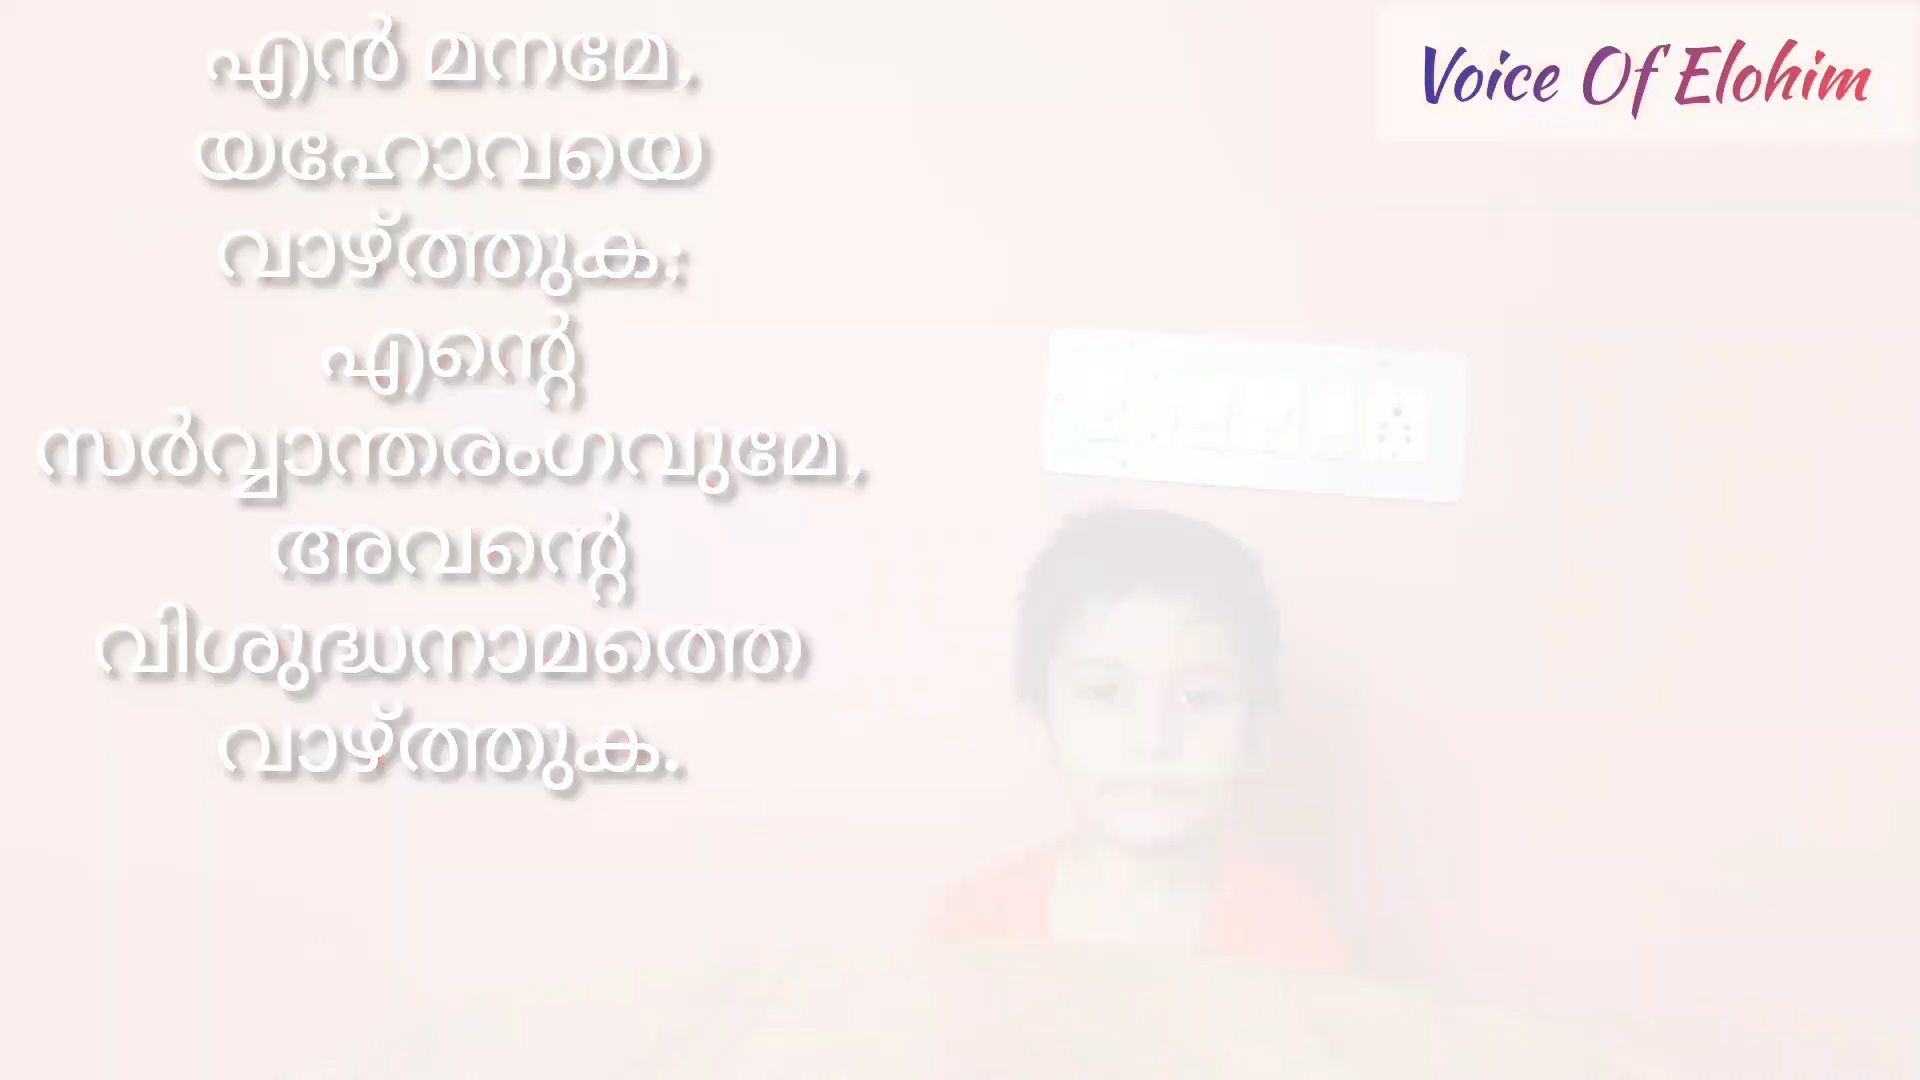 എൻ മനമേ,
യഹോവയെ
വാഴ്ത്തുക;
എന്റെ
സർവ്വാന്തരംഗവുമേ,
അവന്റെ
വിശുദ്ധനാമത്തെ
വാഴ്ത്തുക.
Voice Of Elohim